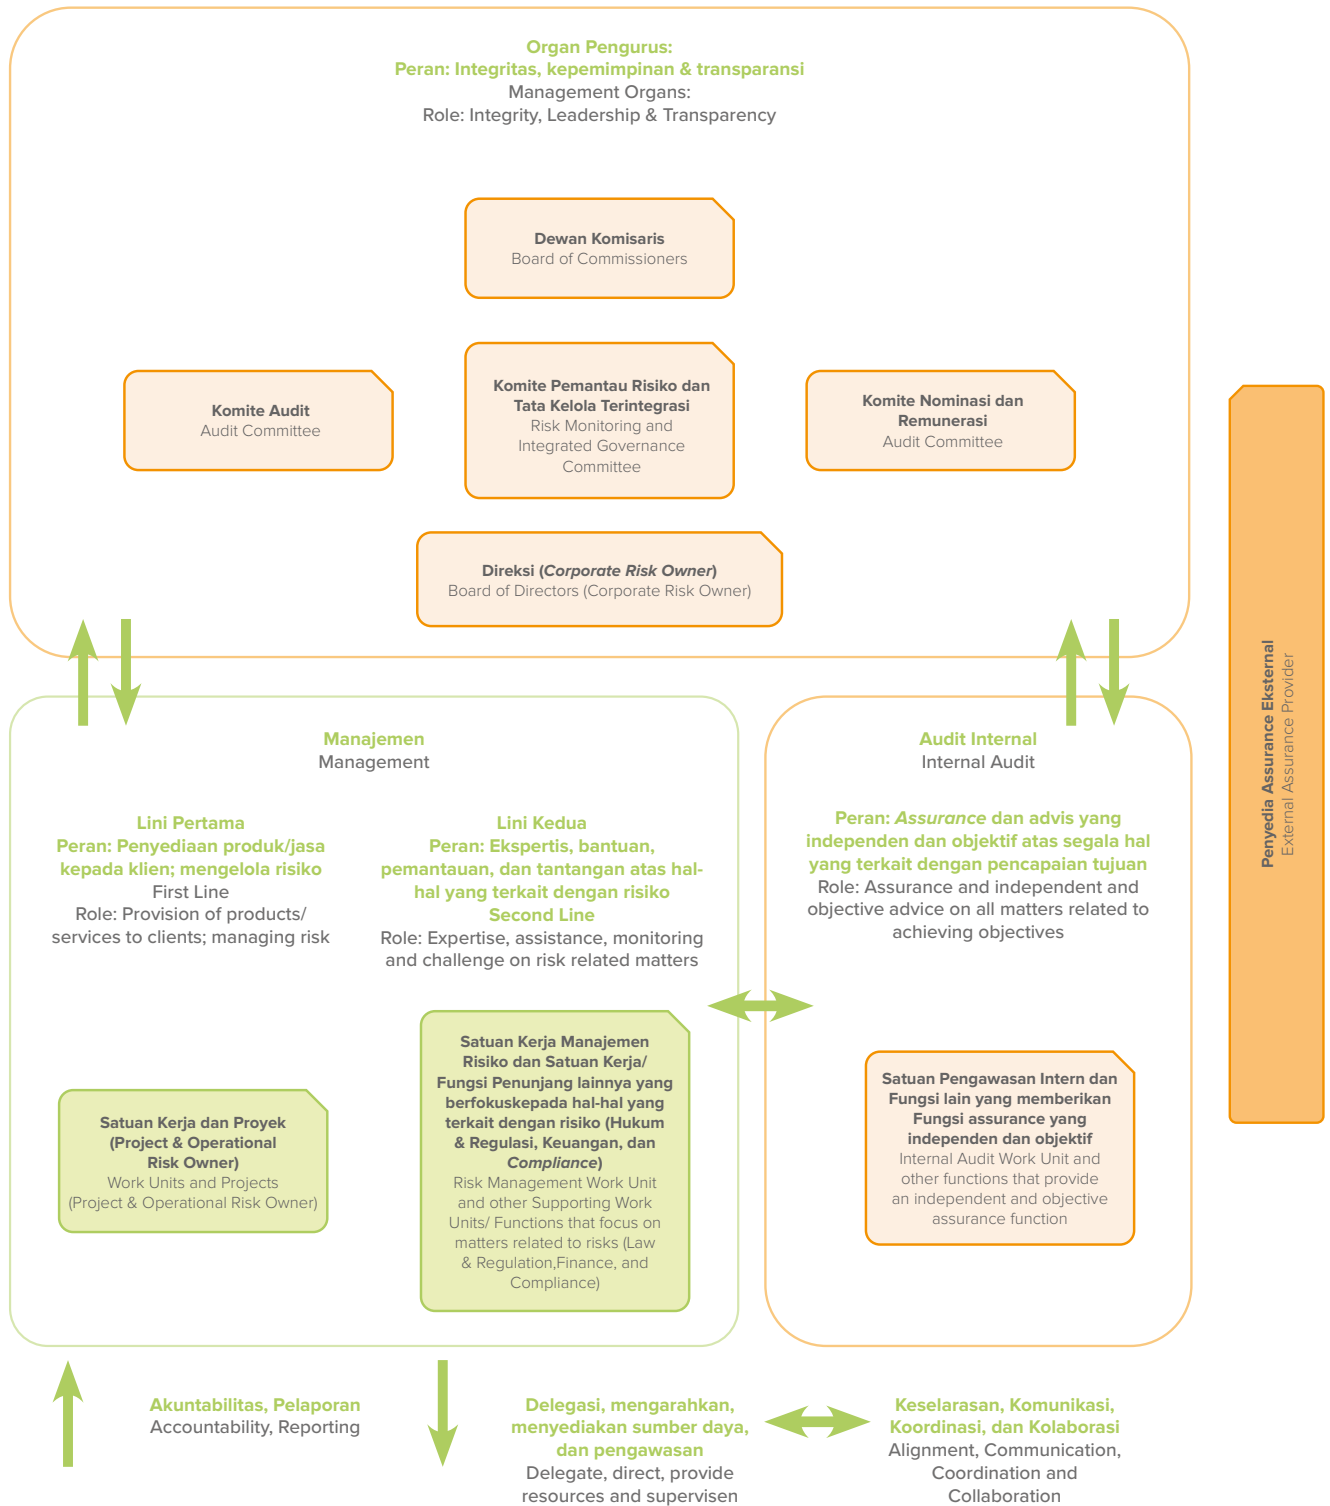 Organ Pengurus:
Peran: Integritas, kepemimpinan & transparansi
Management Organs:
Role: Integrity, Leadership & Transparency
Dewan Komisaris
Board of Commissioners
Komite Audit
Audit Committee
Komite Pemantau Risiko dan
Tata Kelola Terintegrasi
Risk Monitoring and
Integrated Governance
Committee
Komite Nominasi dan
Remunerasi
Audit Committee
Direksi (Corporate Risk Owner)
Board of Directors (Corporate Risk Owner)
Penyedia Assurance Eksternal
External Assurance Provider
Manajemen
Management
Lini Pertama
Peran: Penyediaan produk/jasa
kepada klien; mengelola risiko
First Line
Role: Provision of products/
services to clients; managing risk
Lini Kedua
Peran: Ekspertis, bantuan,
pemantauan, dan tantangan atas hal-
hal yang terkait dengan risiko
Second Line
Role: Expertise, assistance, monitoring
and challenge on risk related matters
Satuan Kerja dan Proyek
(Project & Operational
Risk Owner)
Work Units and Projects
(Project & Operational Risk Owner)
Satuan Kerja Manajemen
Risiko dan Satuan Kerja/
Fungsi Penunjang lainnya yang
berfokuskepada hal-hal yang
terkait dengan risiko (Hukum
& Regulasi, Keuangan, dan
Compliance)
Risk Management Work Unit
and other Supporting Work
Units/ Functions that focus on
matters related to risks (Law
& Regulation,Finance, and
Compliance)
Audit Internal
Internal Audit
Peran: Assurance dan advis yang
independen dan objektif atas segala hal
yang terkait dengan pencapaian tujuan
Role: Assurance and independent and
objective advice on all matters related to
achieving objectives
Satuan Pengawasan Intern dan
Fungsi lain yang memberikan
Fungsi assurance yang
independen dan objektif
Internal Audit Work Unit and
other functions that provide
an independent and objective
assurance function
Akuntabilitas, Pelaporan
Accountability, Reporting
Delegasi, mengarahkan,
menyediakan sumber daya,
dan pengawasan
Delegate, direct, provide
resources and supervisen
Keselarasan, Komunikasi,
Koordinasi, dan Kolaborasi
Alignment, Communication,
Coordination and
Collaboration